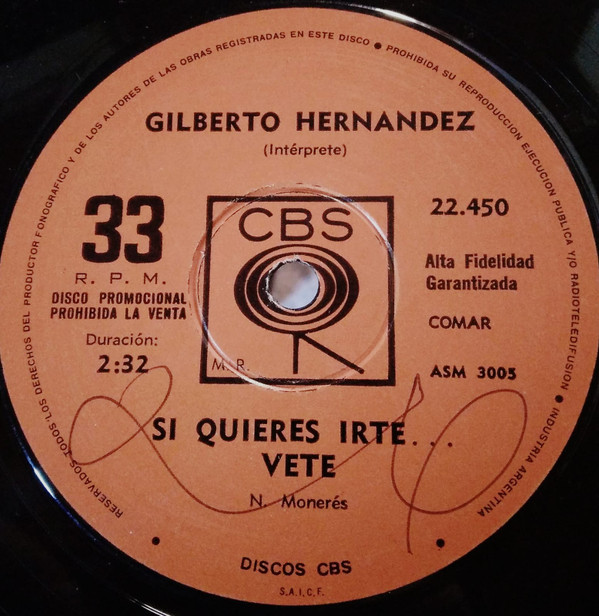 RESERVADOS TODOS LOS DERECHOS DEL PRODUCTOR FONOGRAFICO Y DE LOS AUTORES DE LAS OBRAS REGISTRADAS EN ESTE DISCO ● PROHIBIDA SU REPRODUCCION EJECUCION PUBLICA Y/O RADIOTELEDIFUSION ● INDUSTRIA ARGENTINA
GILBERTO HERNANDEZ
(Intérprete)
33
R. P. M.
DISCO PROMOCIONAL
PROHIBIDA LA VENTA
Duración:
2:32
CBS
M. R.
22.450
Alta Fidelidad
Garantizada
COMAR
ASM 3005
SI QUIERES IRTE...
VETE
N. Monerés
DISCOS CBS
S.A.I.C.F.